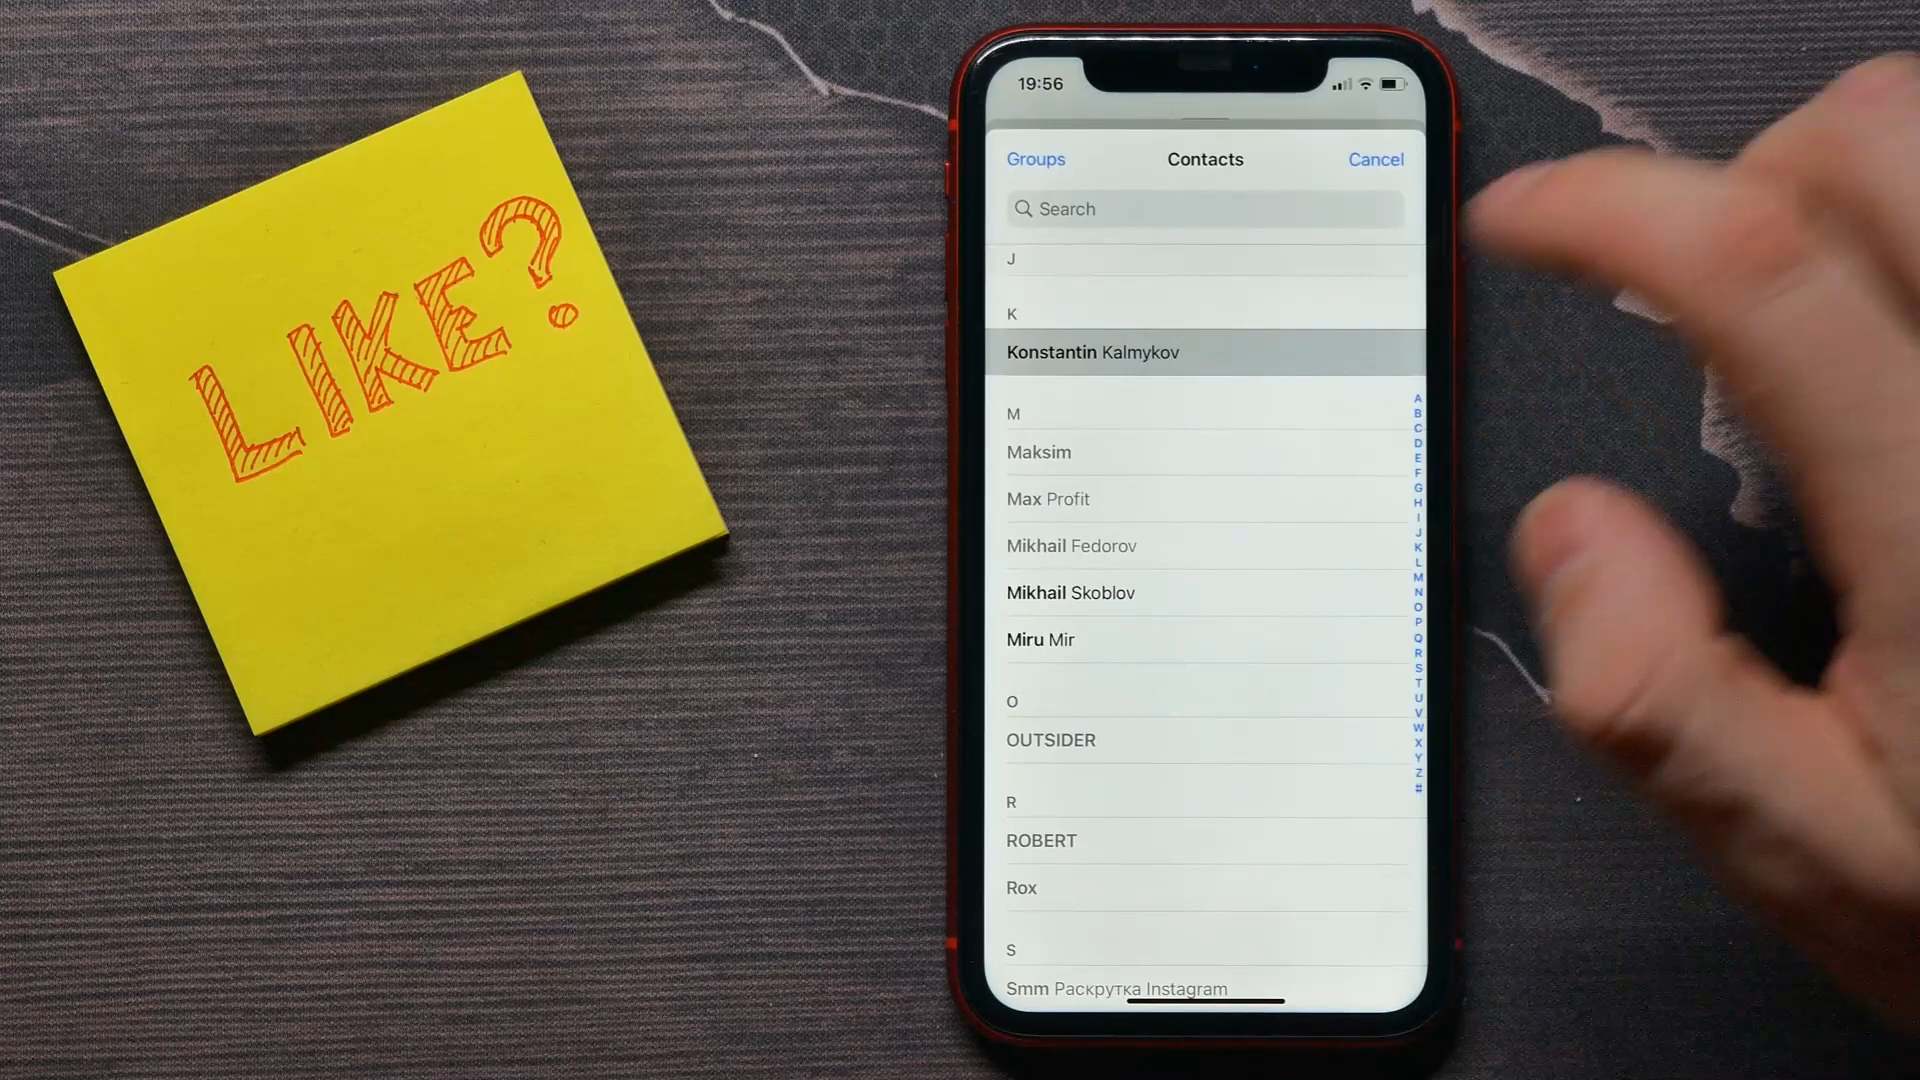 LIKE?
19:56
Groups Contacts Cancel
Search
J
K
Konstantin Kalmykov
M
Maksim
Max Profit
Mikhail Fedorov
Mikhail Skoblov
Miru Mir
O
OUTSIDER
R
ROBERT
Rox
S
Smm Раскрутка Instagram
A
B
C
D
E
F
G
H
I
J
K
L
M
N
O
P
Q
R
S
T
U
V
W
X
Y
Z
#